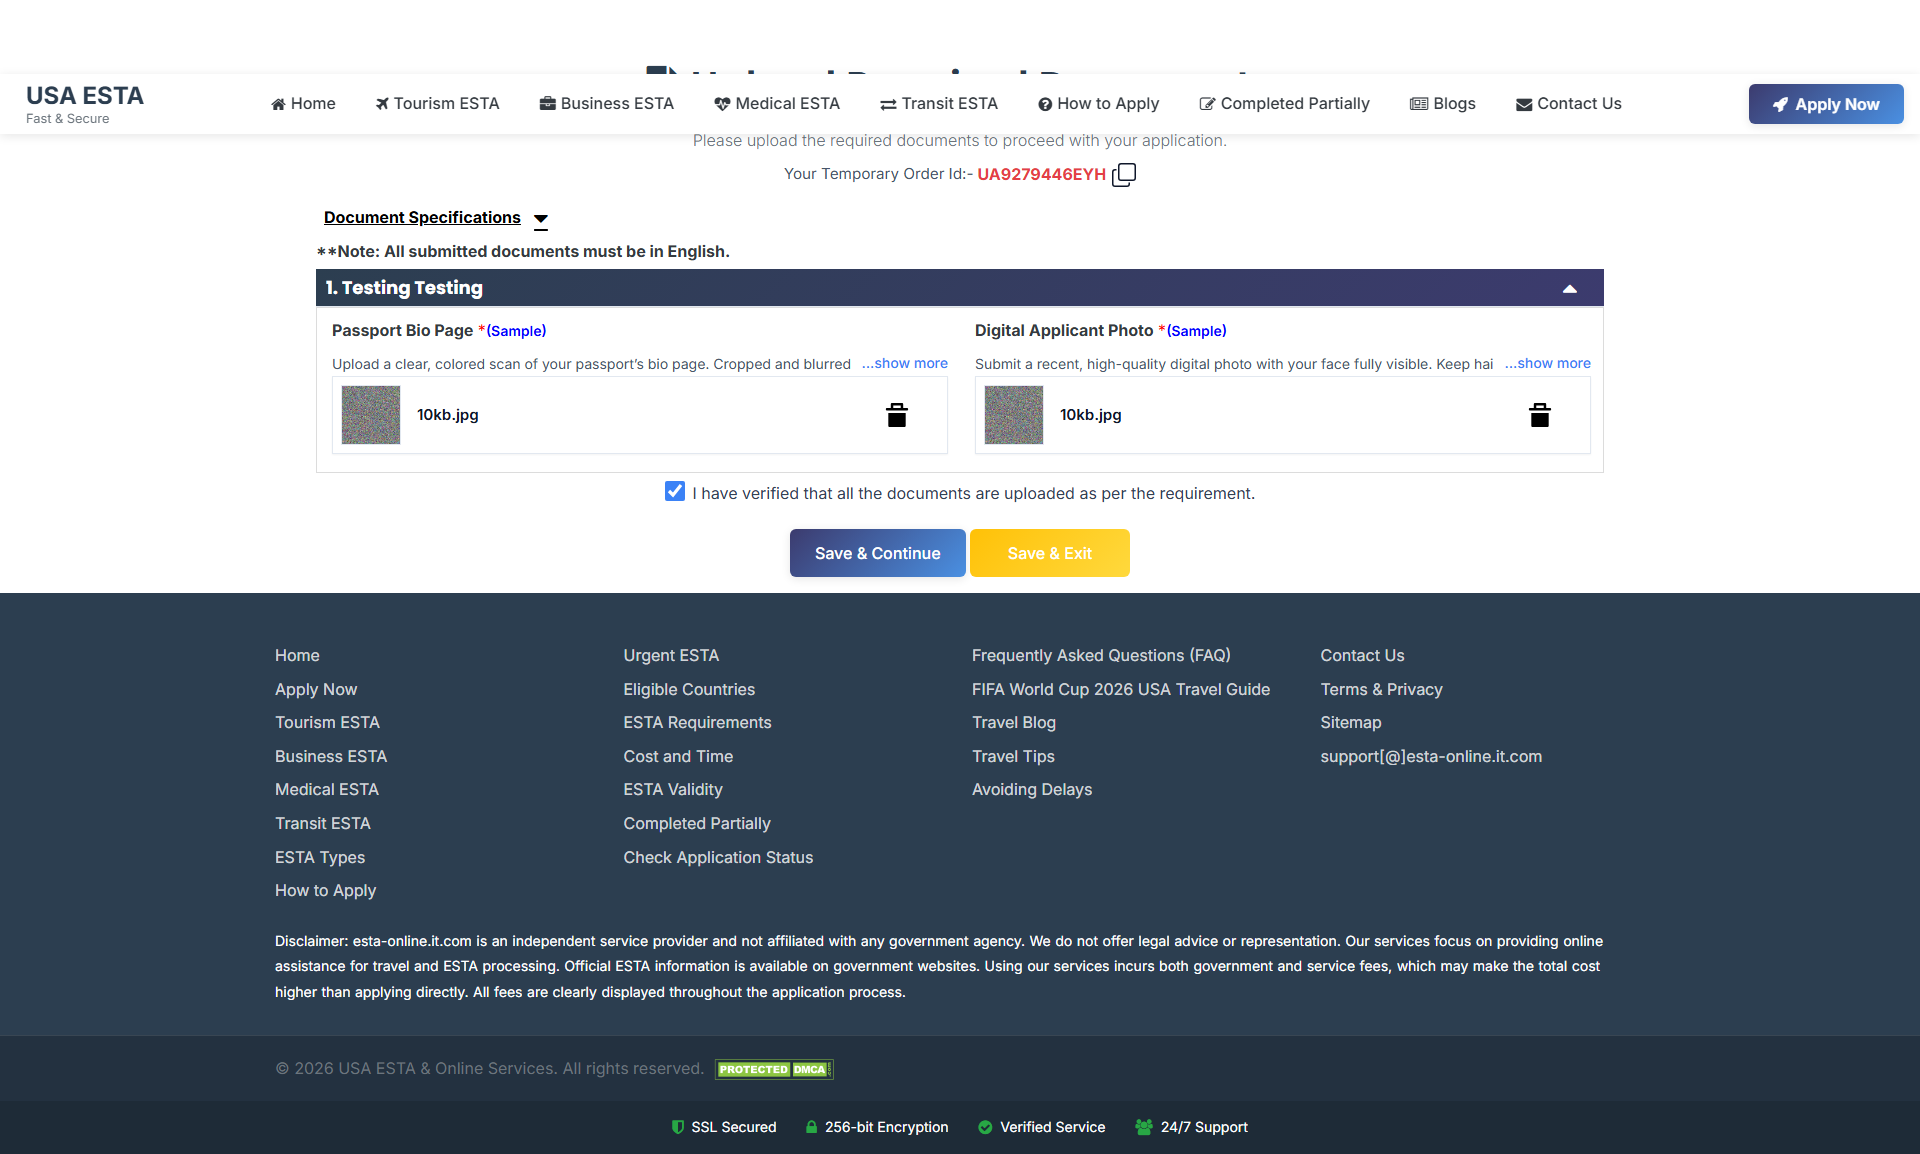 USA ESTA
Fast & Secure
Home
Tourism ESTA
Business ESTA
Medical ESTA
Transit ESTA
How to Apply
Completed Partially
Blogs
Contact Us
Apply Now
Please upload the required documents to proceed with your application.
Your Temporary Order Id:- UA9279446EYH
Document Specifications
**Note: All submitted documents must be in English.
1. Testing Testing
Passport Bio Page *(Sample)
Upload a clear, colored scan of your passport's bio page. Cropped and blurred ...show more
10kb.jpg
Digital Applicant Photo *(Sample)
Submit a recent, high-quality digital photo with your face fully visible. Keep hai ...show more
10kb.jpg
I have verified that all the documents are uploaded as per the requirement.
Save & Continue
Save & Exit
Home
Apply Now
Tourism ESTA
Business ESTA
Medical ESTA
Transit ESTA
ESTA Types
How to Apply
Urgent ESTA
Eligible Countries
ESTA Requirements
Cost and Time
ESTA Validity
Completed Partially
Check Application Status
Frequently Asked Questions (FAQ)
FIFA World Cup 2026 USA Travel Guide
Travel Blog
Travel Tips
Avoiding Delays
Contact Us
Terms & Privacy
Sitemap
support[@]esta-online.it.com
Disclaimer: esta-online.it.com is an independent service provider and not affiliated with any government agency. We do not offer legal advice or representation. Our services focus on providing online
assistance for travel and ESTA processing. Official ESTA information is available on government websites. Using our services incurs both government and service fees, which may make the total cost
higher than applying directly. All fees are clearly displayed throughout the application process.
© 2026 USA ESTA & Online Services. All rights reserved.
PROTECTED DMCA
SSL Secured
256-bit Encryption
Verified Service
24/7 Support